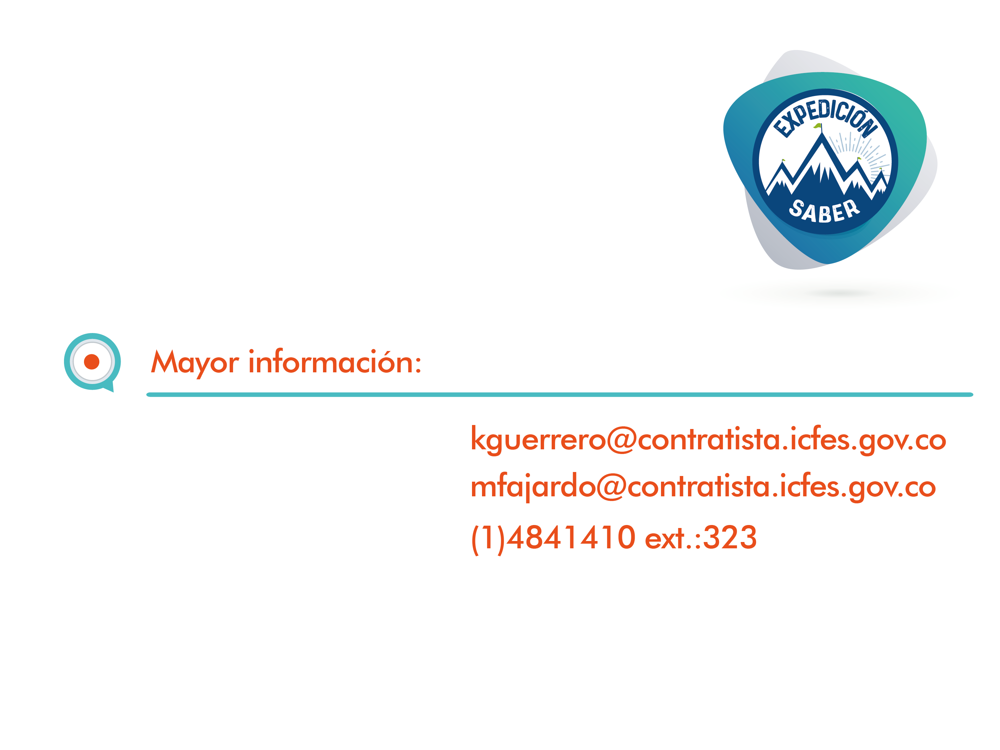 EXPEDICIÓN
SABER
Mayor información:
kguerrero@contratista.icfes.gov.co
mfajardo@contratista.icfes.gov.co
(1)4841410 ext.:323